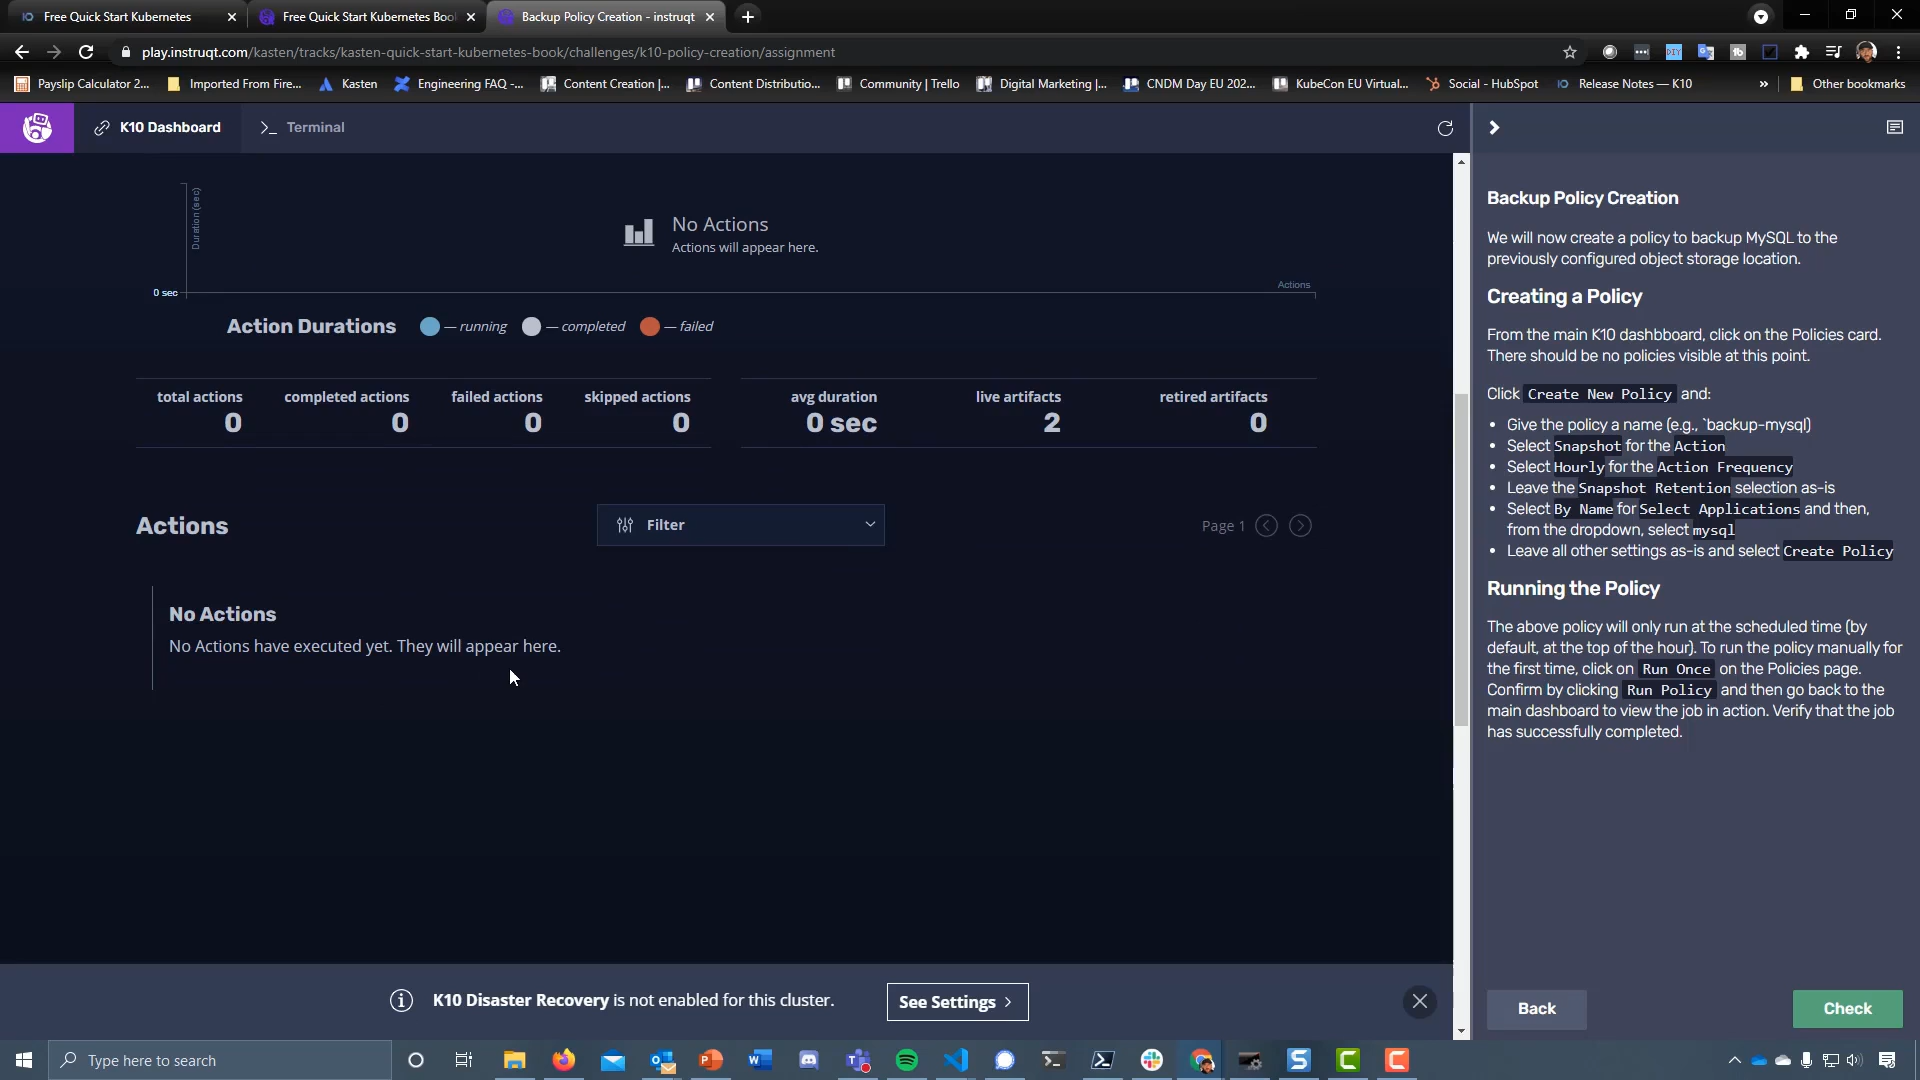 Free Quick Start Kubernetes
Free Quick Start Kubernetes Boo
Backup Policy Creation - instruqt
play.instruqt.com/kasten/tracks/kasten-quick-start-kubernetes-book/challenges/k10-policy-creation/assignment
Payslip Calculator 2...
Imported From Fire...
Kasten
Engineering FAQ -...
Content Creation |...
Content Distributio...
Community | Trello
Digital Marketing |...
CNDM Day EU 202...
KubeCon EU Virtual...
Social - HubSpot
Release Notes — K10
»
Other bookmarks
K10 Dashboard
Terminal
Duration (sec)
No Actions
Actions will appear here.
0 sec
Actions
Action Durations
— running
— completed
— failed
total actions
0
completed actions
0
failed actions
0
skipped actions
0
avg duration
0 sec
live artifacts
2
retired artifacts
0
Actions
Filter
Page 1
No Actions
No Actions have executed yet. They will appear here.
K10 Disaster Recovery is not enabled for this cluster.
See Settings >
Backup Policy Creation
We will now create a policy to backup MySQL to the
previously configured object storage location.
Creating a Policy
From the main K10 dashbboard, click on the Policies card.
There should be no policies visible at this point.
Click Create New Policy and:
• Give the policy a name (e.g., `backup-mysql)
• Select Snapshot for the Action
• Select Hourly for the Action Frequency
• Leave the Snapshot Retention selection as-is
• Select By Name for Select Applications and then,
from the dropdown, select mysql
• Leave all other settings as-is and select Create Policy
Running the Policy
The above policy will only run at the scheduled time (by
default, at the top of the hour). To run the policy manually for
the first time, click on Run Once on the Policies page.
Confirm by clicking Run Policy and then go back to the
main dashboard to view the job in action. Verify that the job
has successfully completed.
Back
Check
Type here to search